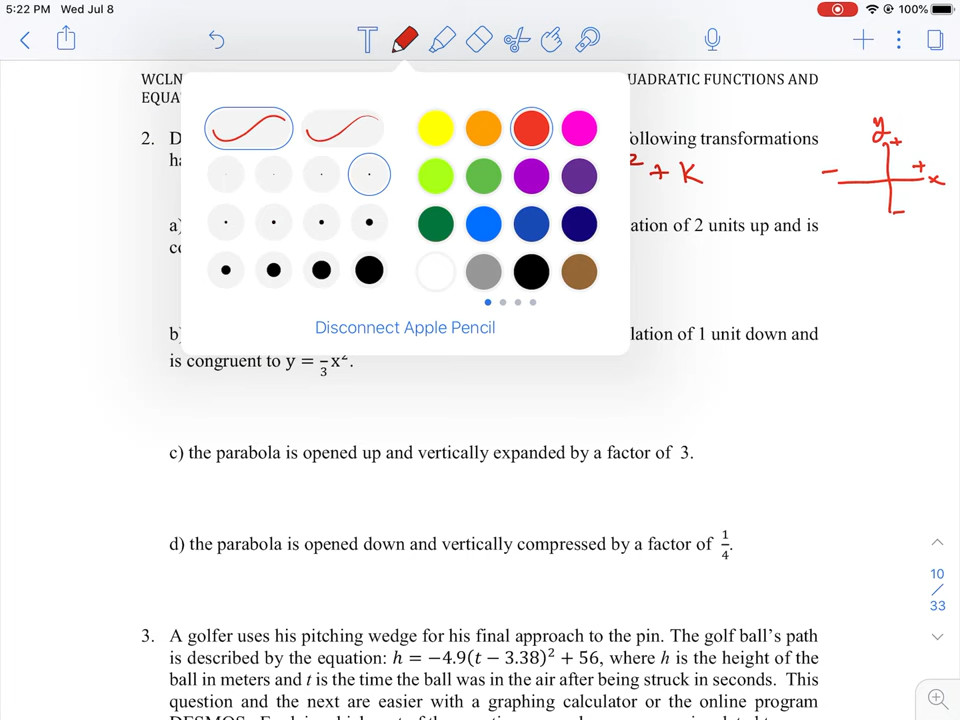 5:22 PM Wed Jul 8 100%
WCLN UADRATIC FUNCTIONS AND
EQUA
2. D ollowing transformations
ha
2 + K
y
+
− + x
−
a) ation of 2 units up and is
co
b) lation of 1 unit down and
is congruent to y = −/3 x².
c) the parabola is opened up and vertically expanded by a factor of 3.
d) the parabola is opened down and vertically compressed by a factor of 1/4.
3. A golfer uses his pitching wedge for his final approach to the pin. The golf ball’s path
is described by the equation: h = −4.9(t − 3.38)² + 56, where h is the height of the
ball in meters and t is the time the ball was in the air after being struck in seconds. This
question and the next are easier with a graphing calculator or the online program
Disconnect Apple Pencil
10
/
33